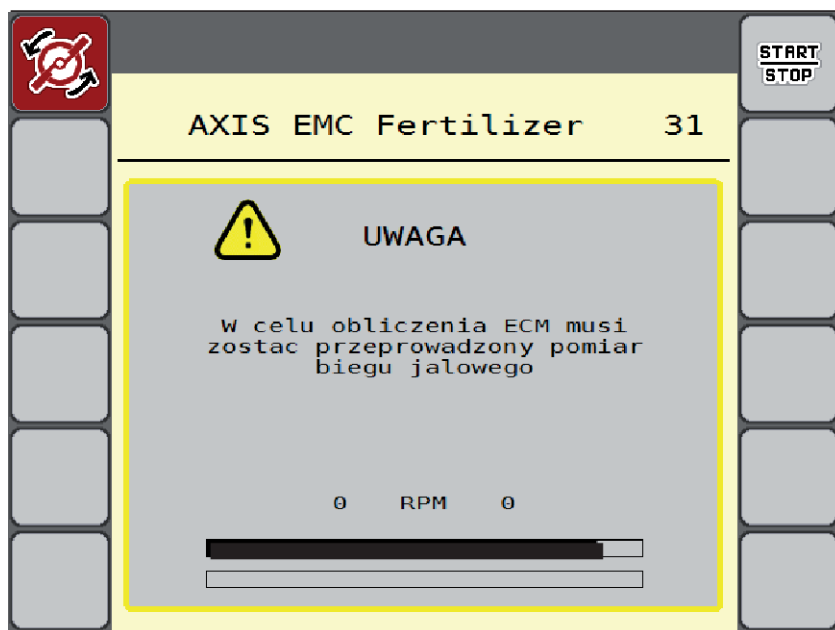 START
STOP
AXIS EMC Fertilizer 31
!
UWAGA
W celu obliczenia ECM musi
zostac przeprowadzony pomiar
biegu jalowego
0 RPM 0